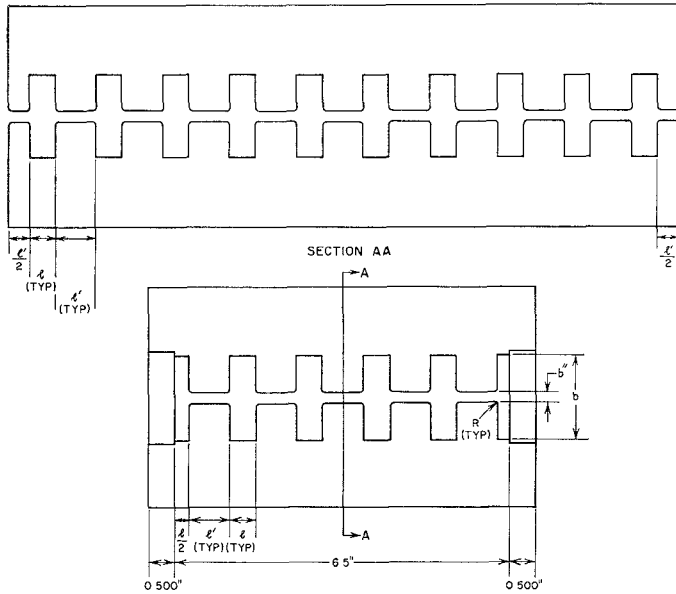 ℓ'/2
ℓ
(TYP)
ℓ'
(TYP)
ℓ'/2
SECTION AA
A
b"
b
R
(TYP)
ℓ/2
ℓ'
(TYP)
ℓ
(TYP)
A
6 5"
0 500"
0 500"